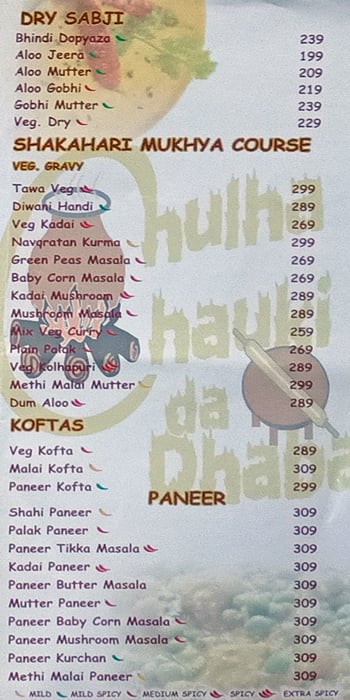 DRY SABJI
Bhindi Dopyaza 239
Aloo Jeera 199
Aloo Mutter 209
Aloo Gobhi 219
Gobhi Mutter 239
Veg. Dry 229
SHAKAHARI MUKHYA COURSE
VEG. GRAVY
Tawa Veg 299
Diwani Handi 289
Veg Kadai 269
Navqratan Kurma 299
Green Peas Masala 269
Baby Corn Masala 269
Kadai Mushroom 289
Mushroom Masala 289
Mix Veg Curry 259
Plain Palak 269
Veg Kolhapuri 289
Methi Malai Mutter 299
Dum Aloo 289
Chulha
hauki
da
Dhaba
KOFTAS
Veg Kofta 289
Malai Kofta 309
Paneer Kofta 299
PANEER
Shahi Paneer 309
Palak Paneer 309
Paneer Tikka Masala 309
Kadai Paneer 309
Paneer Butter Masala 309
Mutter Paneer 309
Paneer Baby Corn Masala 309
Paneer Mushroom Masala 309
Paneer Kurchan 309
Methi Malai Paneer 309
MILD MILD SPICY MEDIUM SPICY SPICY EXTRA SPICY